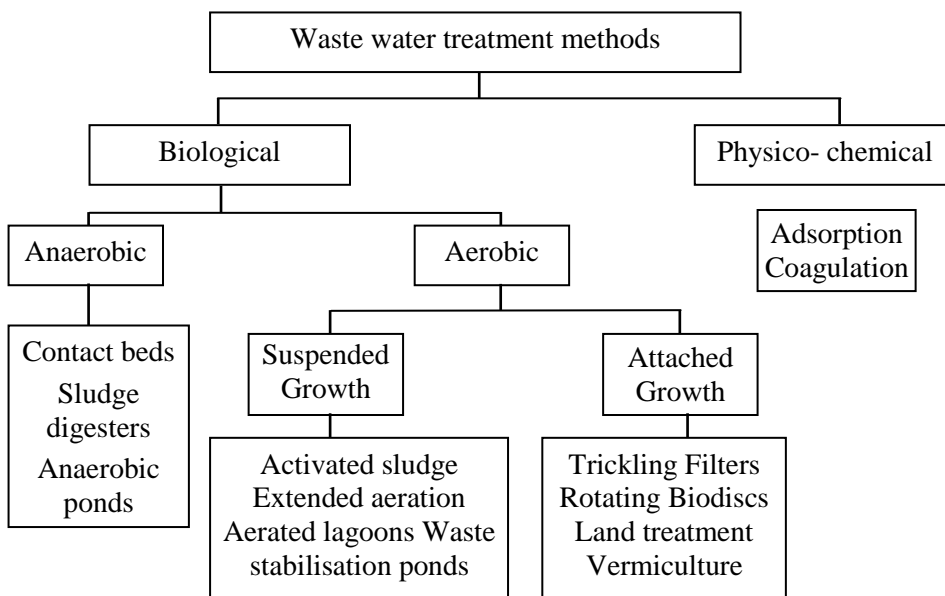 Waste water treatment methods
Biological
Physico- chemical
Anaerobic
Aerobic
Adsorption
Coagulation
Contact beds
Sludge
digesters
Anaerobic
ponds
Suspended
Growth
Attached
Growth
Activated sludge
Extended aeration
Aerated lagoons Waste
stabilisation ponds
Trickling Filters
Rotating Biodiscs
Land treatment
Vermiculture